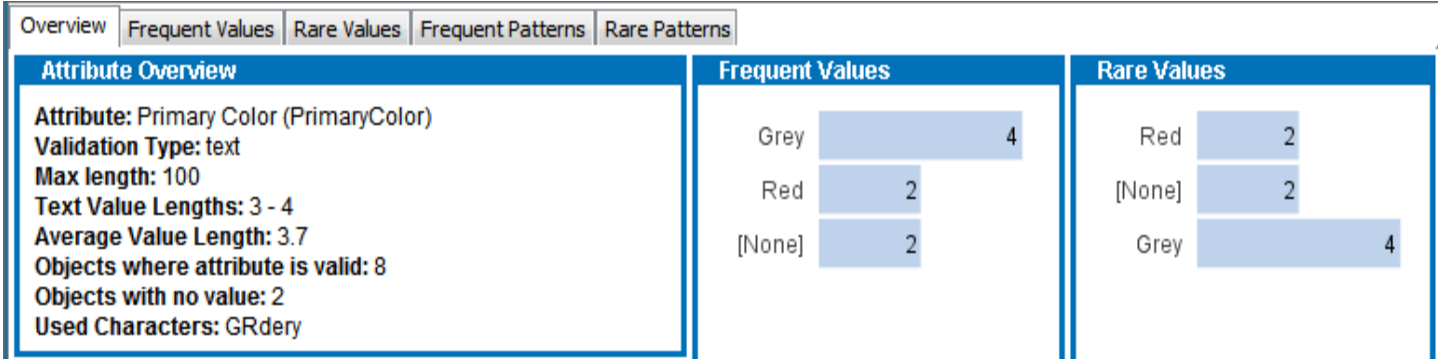 Overview Frequent Values Rare Values Frequent Patterns Rare Patterns
Attribute Overview
Attribute: Primary Color (PrimaryColor)
Validation Type: text
Max length: 100
Text Value Lengths: 3 - 4
Average Value Length: 3.7
Objects where attribute is valid: 8
Objects with no value: 2
Used Characters: GRdery
Frequent Values
Grey 4
Red 2
[None] 2
Rare Values
Red 2
[None] 2
Grey 4